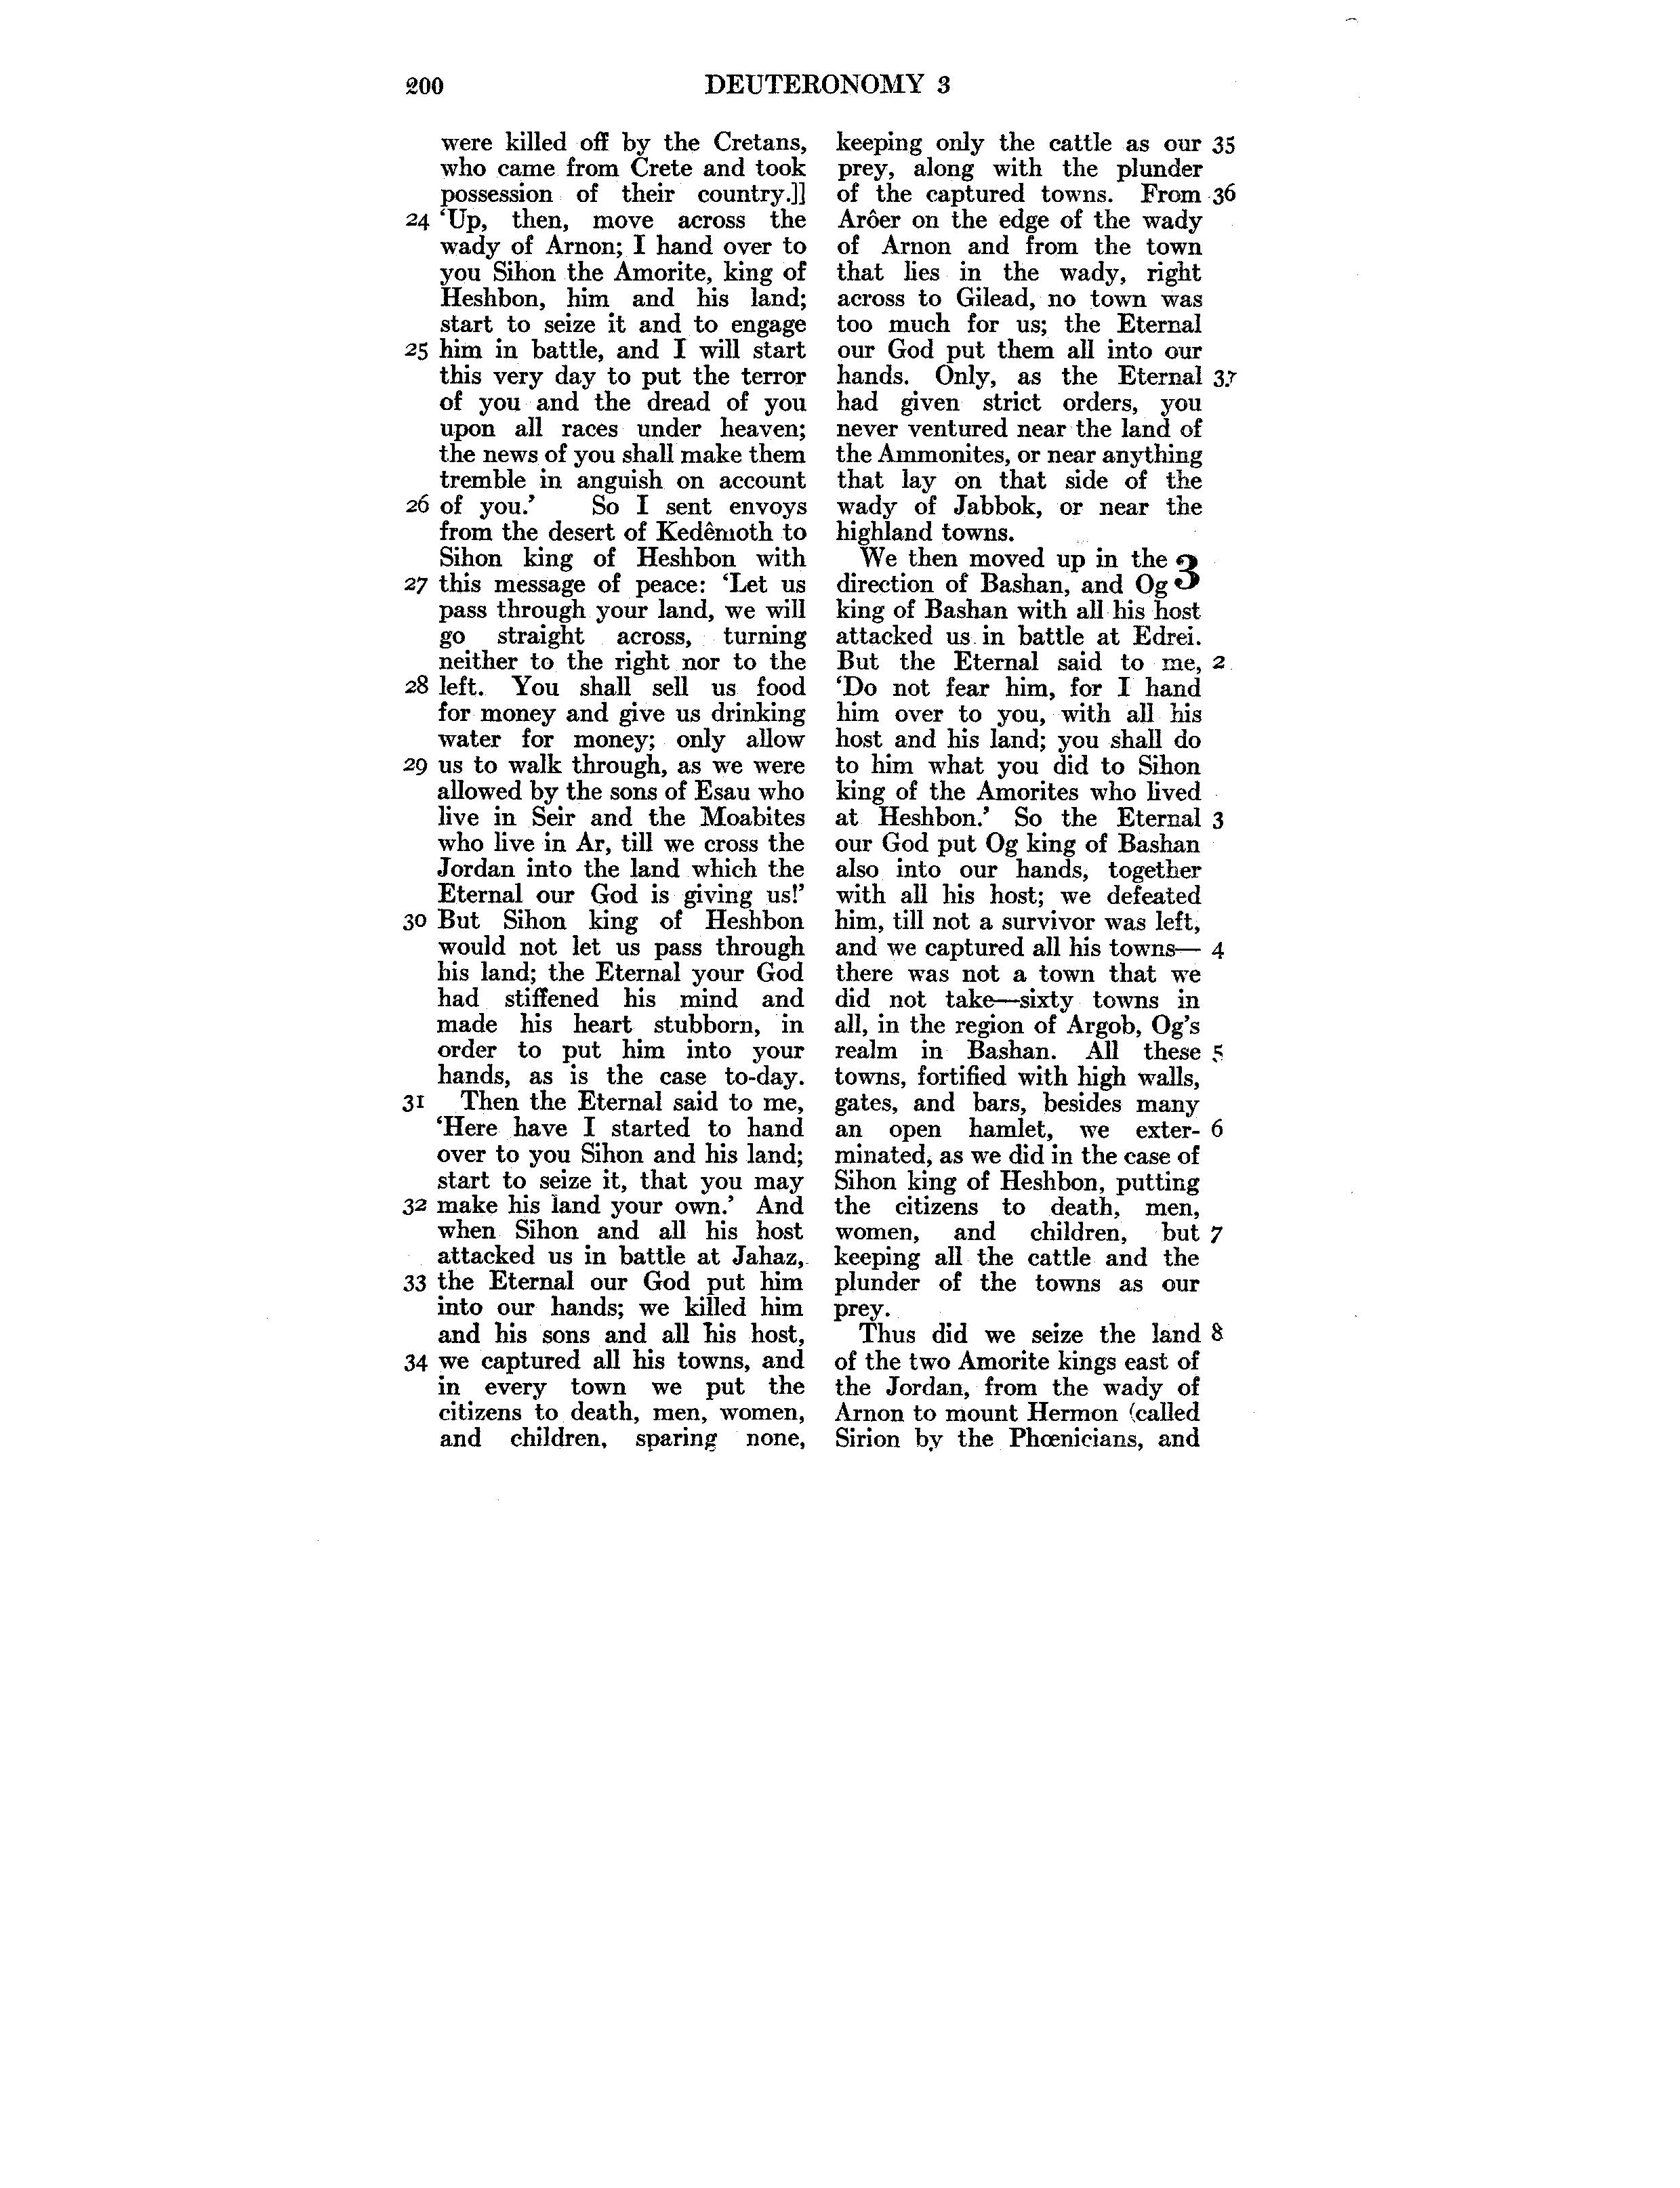 200 DEUTERONOMY 3
were killed off by the Cretans,
who came from Crete and took
possession of their country.]]
24 ‘Up, then, move across the
wady of Arnon; I hand over to
you Sihon the Amorite, king of
Heshbon, him and his land;
start to seize it and to engage
25 him in battle, and I will start
this very day to put the terror
of you and the dread of you
upon all races under heaven;
the news of you shall make them
tremble in anguish on account
26 of you.’ So I sent envoys
from the desert of Kedêmoth to
Sihon king of Heshbon with
27 this message of peace: ‘Let us
pass through your land, we will
go straight across, turning
neither to the right nor to the
28 left. You shall sell us food
for money and give us drinking
water for money; only allow
29 us to walk through, as we were
allowed by the sons of Esau who
live in Seir and the Moabites
who live in Ar, till we cross the
Jordan into the land which the
Eternal our God is giving us!’
30 But Sihon king of Heshbon
would not let us pass through
his land; the Eternal your God
had stiffened his mind and
made his heart stubborn, in
order to put him into your
hands, as is the case to-day.
31 Then the Eternal said to me,
‘Here have I started to hand
over to you Sihon and his land;
start to seize it, that you may
32 make his land your own.’ And
when Sihon and all his host
attacked us in battle at Jahaz,
33 the Eternal our God put him
into our hands; we killed him
and his sons and all his host,
34 we captured all his towns, and
in every town we put the
citizens to death, men, women,
and children, sparing none,
keeping only the cattle as our 35
prey, along with the plunder
of the captured towns. From 36
Arôer on the edge of the wady
of Arnon and from the town
that lies in the wady, right
across to Gilead, no town was
too much for us; the Eternal
our God put them all into our
hands. Only, as the Eternal 37
had given strict orders, you
never ventured near the land of
the Ammonites, or near anything
that lay on that side of the
wady of Jabbok, or near the
highland towns.
We then moved up in the 3
direction of Bashan, and Og
king of Bashan with all his host
attacked us in battle at Edrei.
But the Eternal said to me, 2
‘Do not fear him, for I hand
him over to you, with all his
host and his land; you shall do
to him what you did to Sihon
king of the Amorites who lived
at Heshbon.’ So the Eternal 3
our God put Og king of Bashan
also into our hands, together
with all his host; we defeated
him, till not a survivor was left,
and we captured all his towns— 4
there was not a town that we
did not take—sixty towns in
all, in the region of Argob, Og’s
realm in Bashan. All these 5
towns, fortified with high walls,
gates, and bars, besides many
an open hamlet, we exter- 6
minated, as we did in the case of
Sihon king of Heshbon, putting
the citizens to death, men,
women, and children, but 7
keeping all the cattle and the
plunder of the towns as our
prey.
Thus did we seize the land 8
of the two Amorite kings east of
the Jordan, from the wady of
Arnon to mount Hermon (called
Sirion by the Phœnicians, and